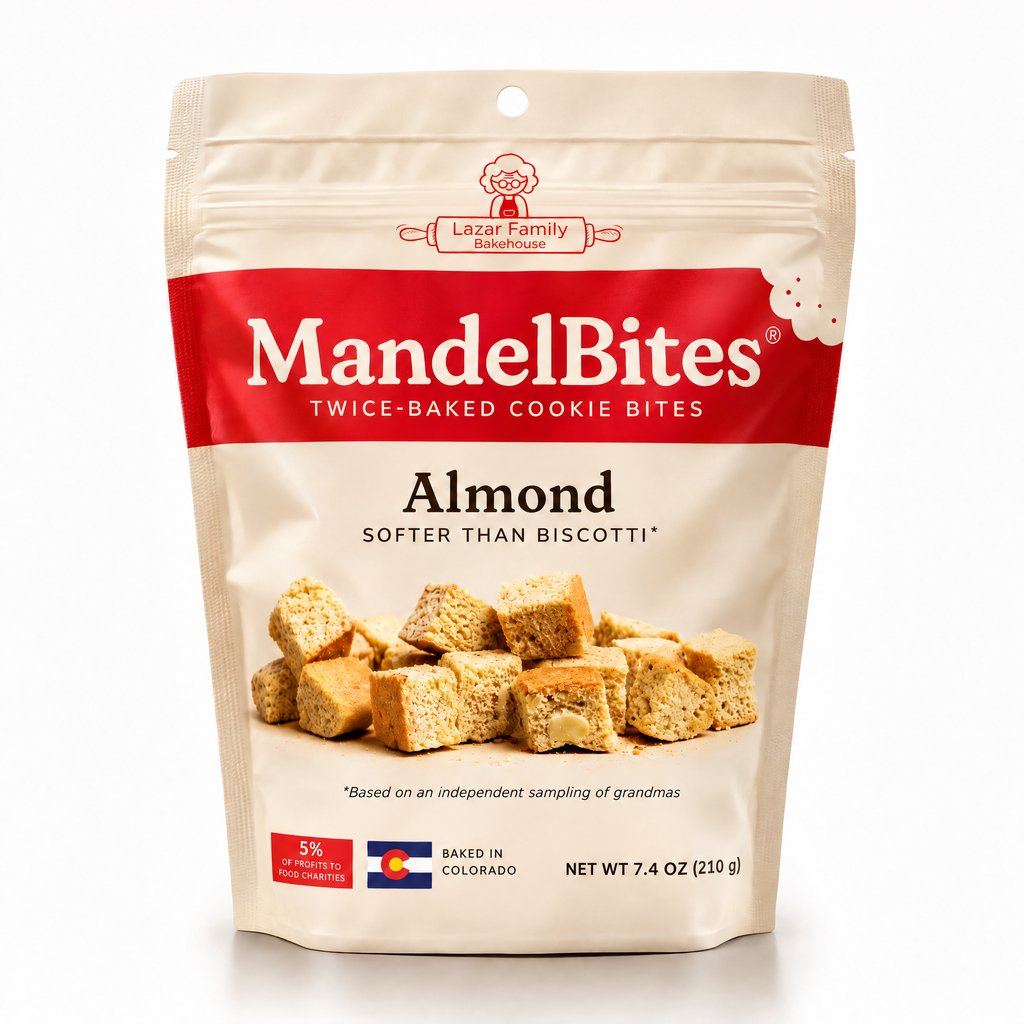 Lazar Family
Bakehouse
MandelBites®
TWICE-BAKED COOKIE BITES
Almond
SOFTER THAN BISCOTTI*
*Based on an independent sampling of grandmas
5%
OF PROFITS TO
FOOD CHARITIES
BAKED IN
COLORADO
NET WT 7.4 OZ (210 g)